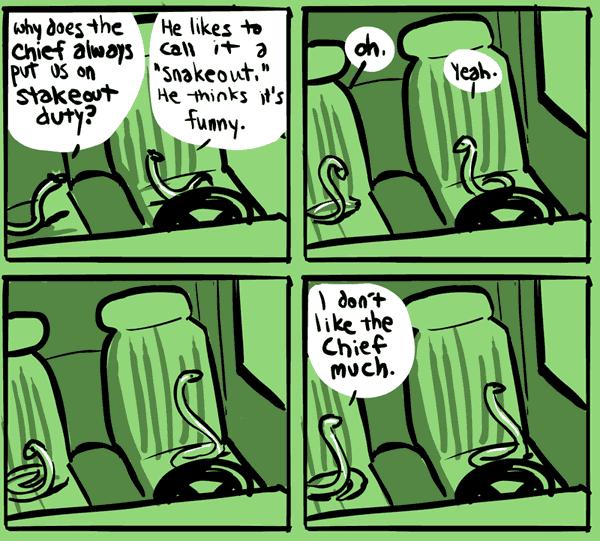 why does the
Chief always
put us on
stakeout
duty?
He likes to
call it a
"snakeout."
He thinks it's
funny.
oh.
Yeah.
I don't
like the
Chief
much.